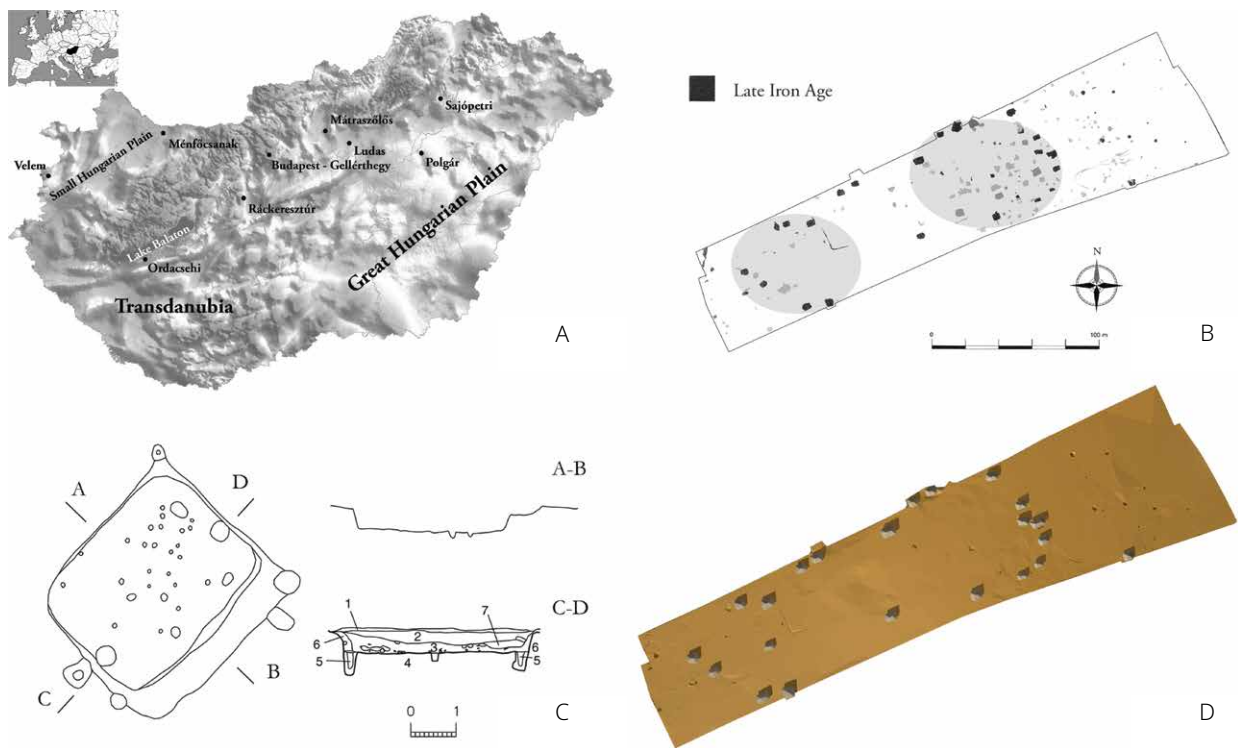 Sajópetri
Mátraszőlős
Ménfőcsanak
Ludas
Velem
Small Hungarian Plain
Budapest - Gellérthegy
Polgár
Ráckeresztúr
Great Hungarian Plain
Lake Balaton
Ordacsehi
Transdanubia
A
Late Iron Age
N
0
100 m
B
A
D
B
C
A-B
C-D
1
2
7
6
3
6
5
4
5
0 1
C
D